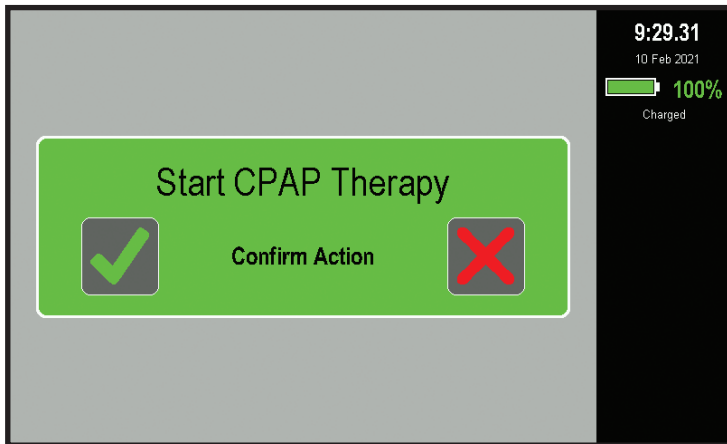 9:29.31
10 Feb 2021
100%
Charged
Start CPAP Therapy
Confirm Action